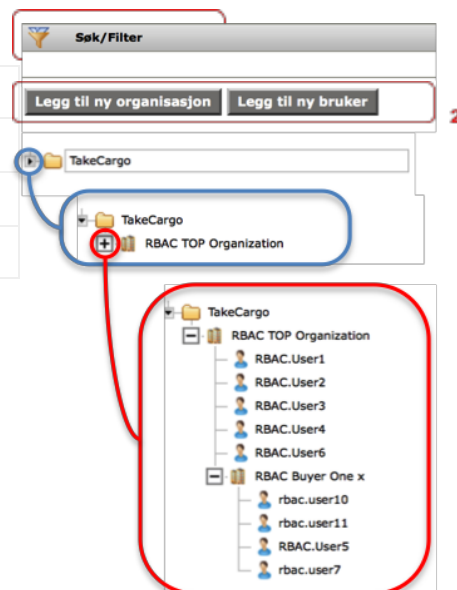 Søk/Filter
Legg til ny organisasjon Legg til ny bruker
2
TakeCargo
TakeCargo
RBAC TOP Organization
TakeCargo
RBAC TOP Organization
RBAC.User1
RBAC.User2
RBAC.User3
RBAC.User4
RBAC.User6
RBAC Buyer One x
rbac.user10
rbac.user11
RBAC.User5
rbac.user7